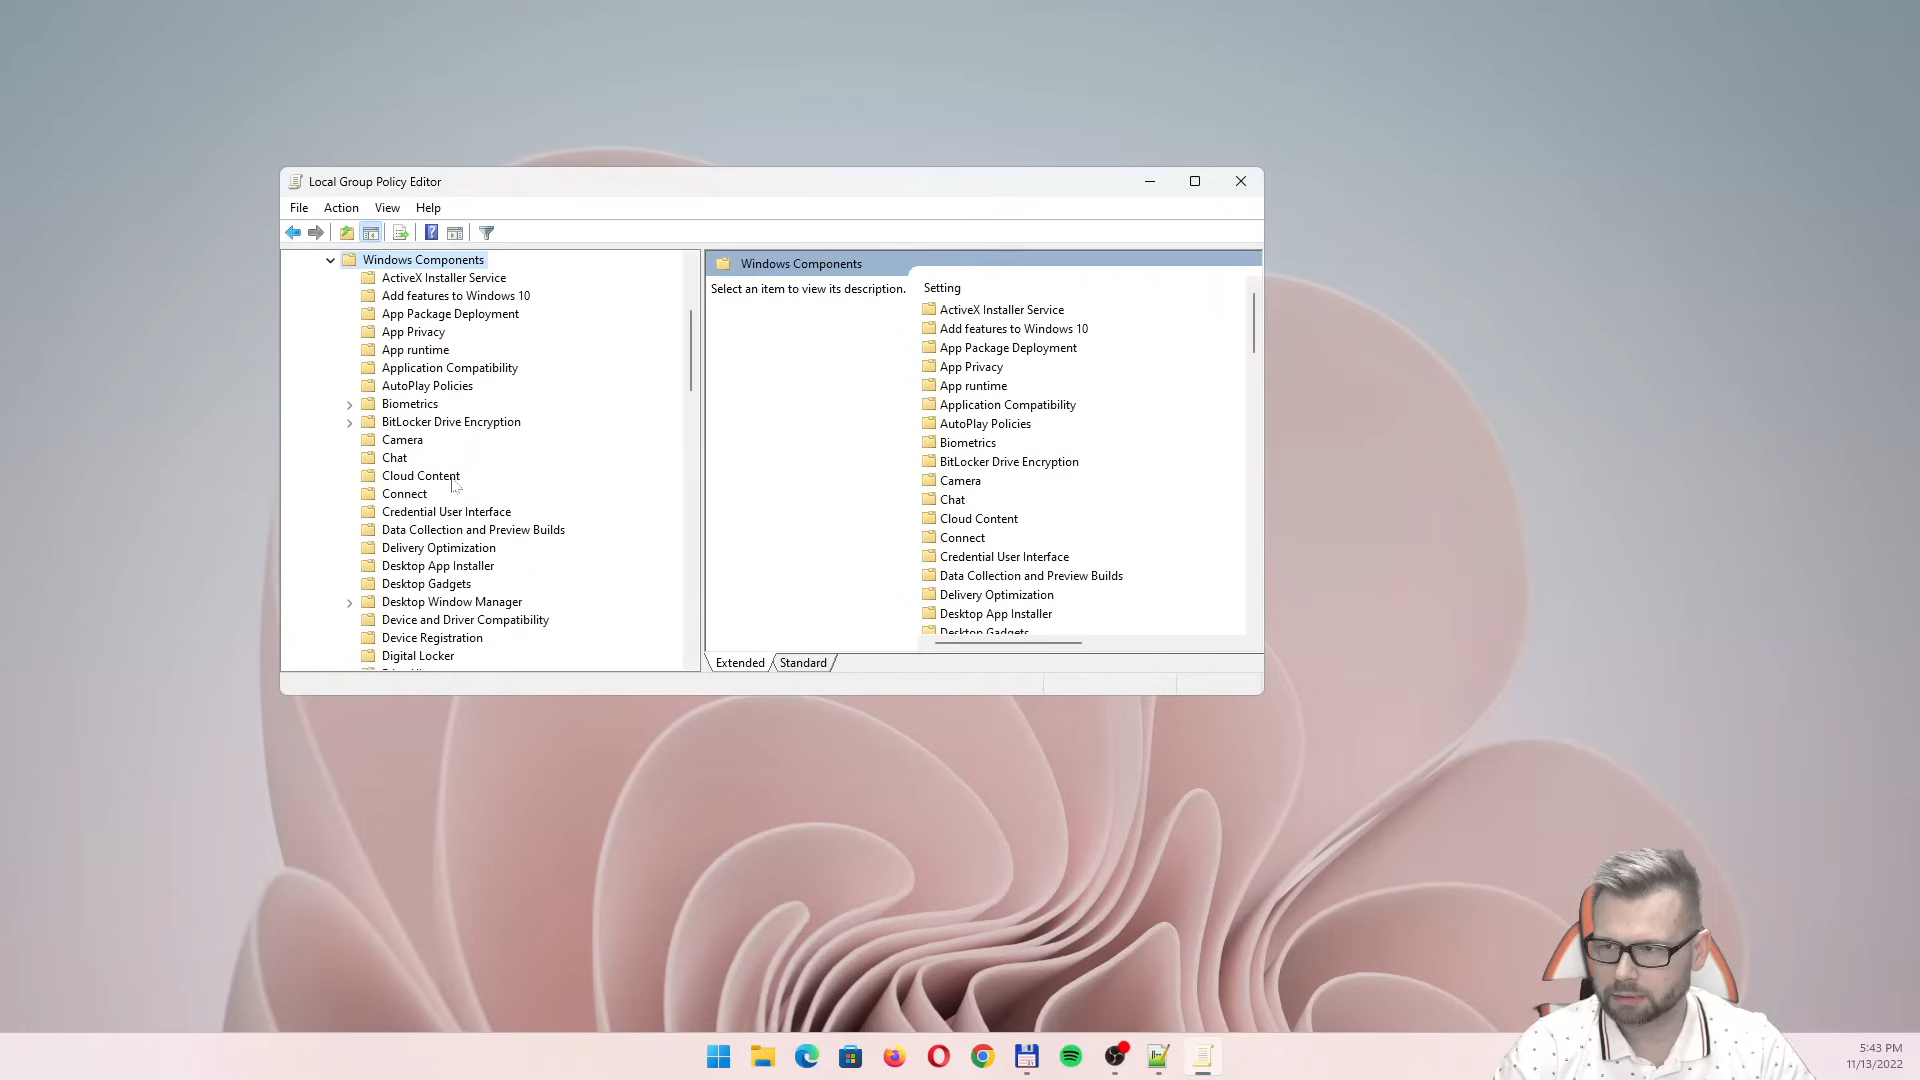 Local Group Policy Editor
File Action View Help
Windows Components
ActiveX Installer Service
Add features to Windows 10
App Package Deployment
App Privacy
App runtime
Application Compatibility
AutoPlay Policies
Biometrics
BitLocker Drive Encryption
Camera
Chat
Cloud Content
Connect
Credential User Interface
Data Collection and Preview Builds
Delivery Optimization
Desktop App Installer
Desktop Gadgets
Desktop Window Manager
Device and Driver Compatibility
Device Registration
Digital Locker
Windows Components
Select an item to view its description.
Setting
ActiveX Installer Service
Add features to Windows 10
App Package Deployment
App Privacy
App runtime
Application Compatibility
AutoPlay Policies
Biometrics
BitLocker Drive Encryption
Camera
Chat
Cloud Content
Connect
Credential User Interface
Data Collection and Preview Builds
Delivery Optimization
Desktop App Installer
Desktop Gadgets
Extended Standard
5:43 PM
11/13/2022